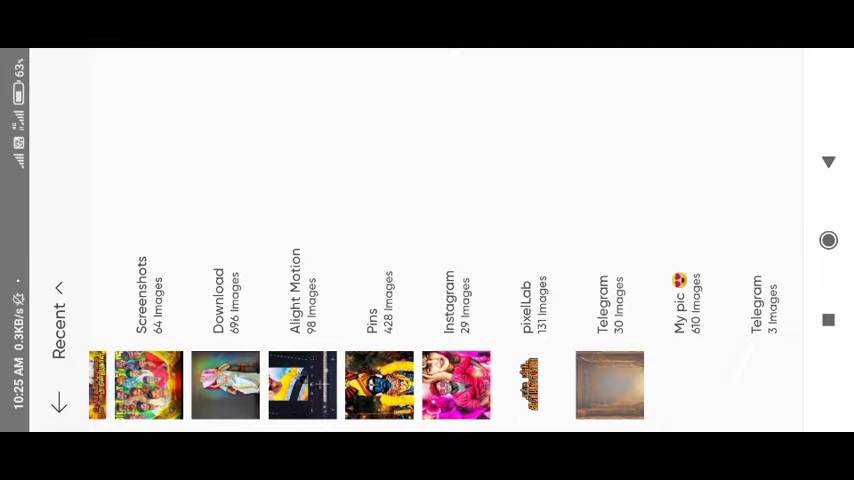 10:25 AM 0.3KB/s
63%
Recent
Screenshots
64 Images
Download
696 Images
Alight Motion
98 Images
Pins
428 Images
Instagram
29 Images
pixelLab
131 Images
Telegram
30 Images
My pic 😍
610 Images
Telegram
3 Images